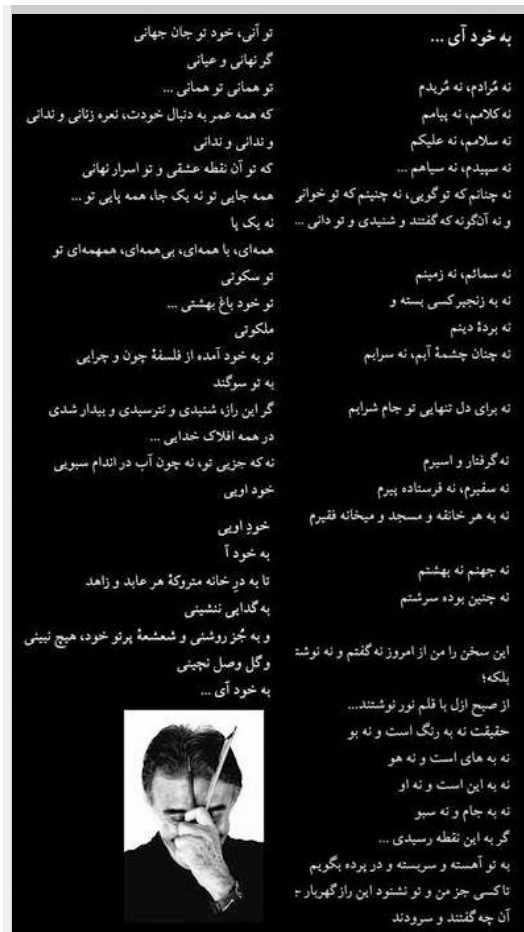 به خود آی ...
نه مُرادم، نه مُریدم
نه کلامم، نه پیامم
نه سلامم، نه علیکم
نه سپیدم، نه سیاهم ...
نه چنانم که تو گویی، نه چنینم که تو خوانی
و نه آن‌گونه که گفتند و شنیدی و تو دانی ...
نه سمائم، نه زمینم
نه به زنجیر کسی بسته و
نه بردهٔ دینم
نه چنان چشمهٔ آبم، نه سرابم
نه برای دل تنهایی تو جام شرابم
نه گرفتار و اسیرم
نه سفیرم، نه فرستاده پیرم
نه به هر خانقه و مسجد و میخانه فقیرم
نه جهنم نه بهشتم
نه چنین بوده سرشتم
این سخن را من از امروز نه گفتم و نه نوشت
بلکه؛
از صبح ازل با قلم نور نوشتند...
حقیقت نه به رنگ است و نه بو
نه به های است و نه هو
نه به این است و نه او
نه به جام و نه سبو
گر به این نقطه رسیدی ...
به تو آهسته و سربسته و در پرده بگویم
تا کسی جز من و تو نشنود این راز گهربار
آن چه گفتند و سرودند
تو آنی، خود تو جان جهانی
گر نهانی و عیانی
تو همانی تو همانی ...
که همه عمر به دنبال خودت، نعره زنانی و ندانی
و ندانی و ندانی
که تو آن نقطه عشقی و تو اسرار نهانی
همه جایی تو نه یک جا، همه پایی تو ...
نه یک پا
همه‌ای، با همه‌ای، بی‌همه‌ای، همهمه‌ای تو
تو سکوتی
تو خود باغ بهشتی ...
ملکوتی
تو به خود آمده از فلسفهٔ چون و چرایی
به تو سوگند
گر این راز، شنیدی و نترسیدی و بیدار شدی
در همه افلاک خدایی ...
نه که جزیی تو، نه چون آب در اندام سبویی
خود اویی
خودِ اویی
به خود آ
تا به درِ خانه متروکهٔ هر عابد و زاهد
به گدایی ننشینی
و به جُز روشنی و شعشعهٔ پرتو خود، هیچ نبینی
و گل وصل نچینی
به خود آی ...